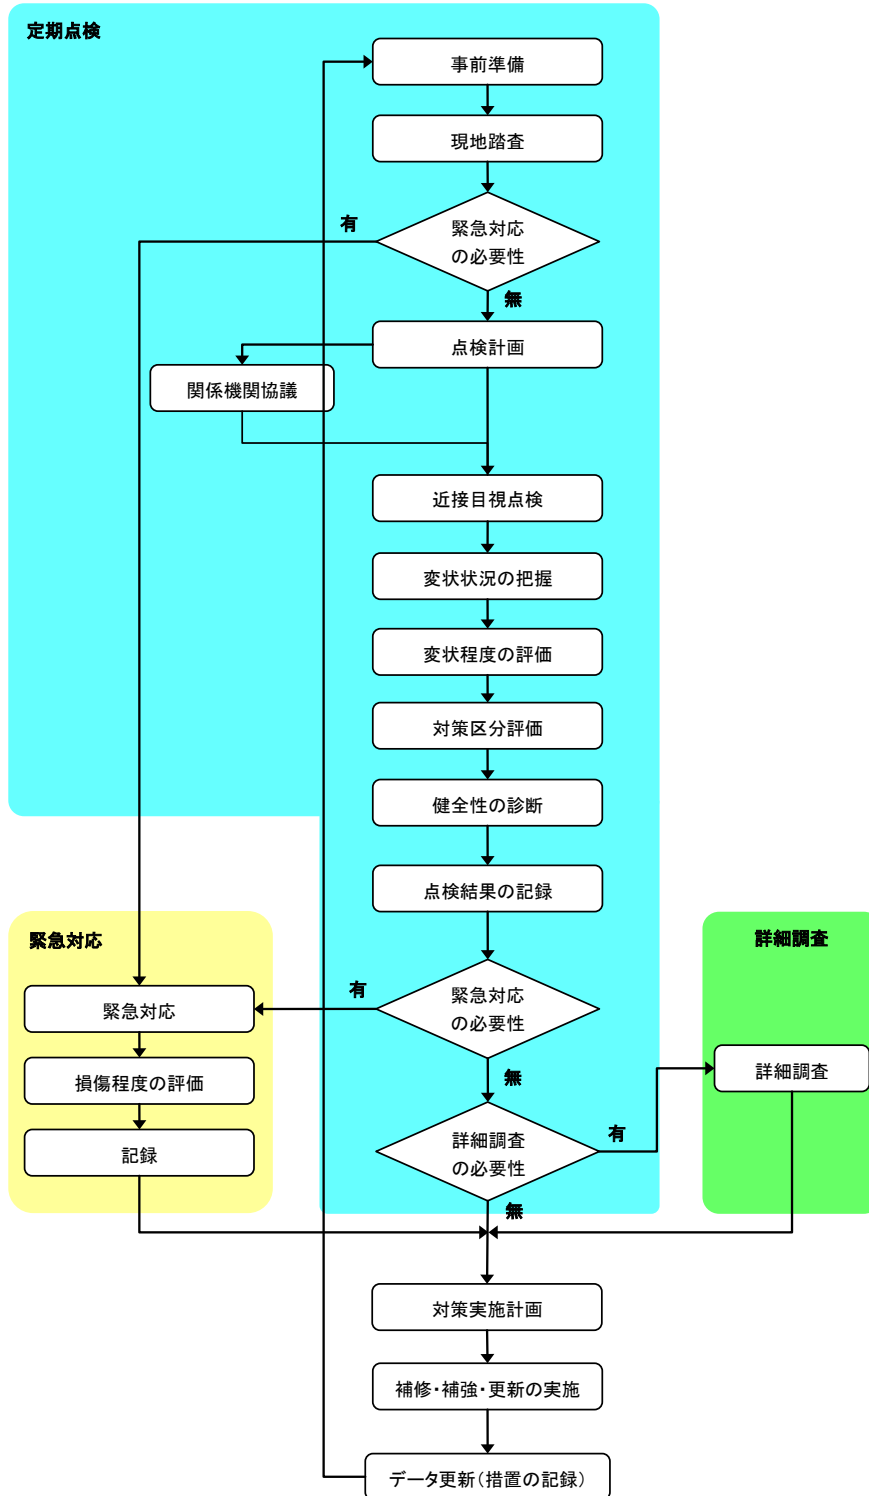 定期点検
事前準備
現地踏査
緊急対応
の必要性
有
無
点検計画
関係機関協議
近接目視点検
変状状況の把握
変状程度の評価
対策区分評価
健全性の診断
点検結果の記録
緊急対応
詳細調査
緊急対応
の必要性
有
緊急対応
無
詳細調査
損傷程度の評価
詳細調査
の必要性
有
記録
無
対策実施計画
補修・補強・更新の実施
データ更新(措置の記録)